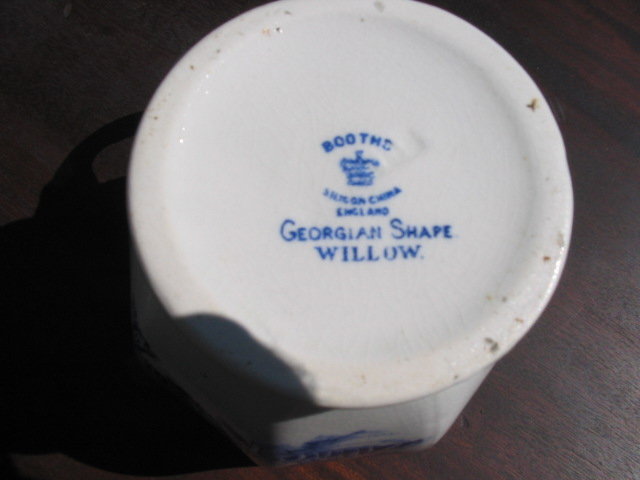 BOOTHS
SILICON CHINA
ENGLAND
GEORGIAN SHAPE.
WILLOW.